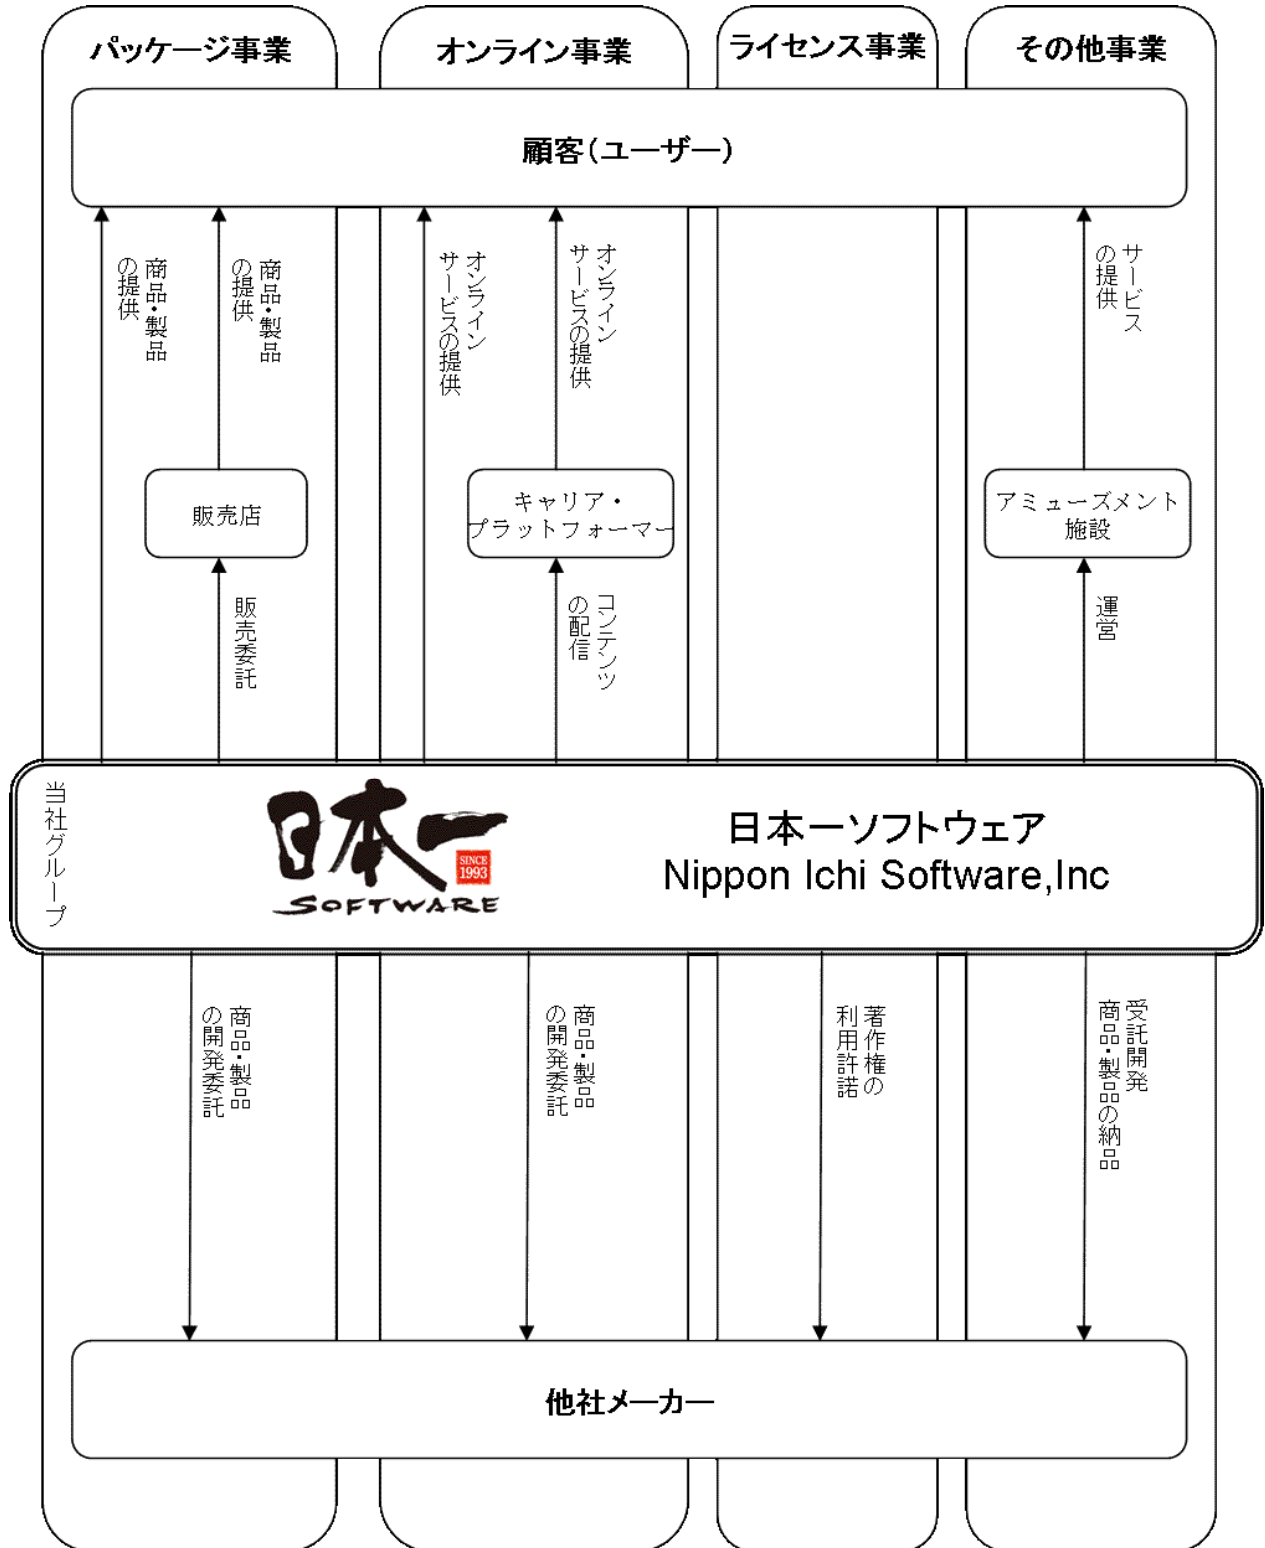 パッケージ事業
オンライン事業
ライセンス事業
その他事業
顧客(ユーザー)
商品・製品
の提供
商品・製品
の提供
オンライン
サービスの提供
オンライン
サービスの提供
サービス
の提供
販売店
キャリア・
プラットフォーマー
アミューズメント
施設
販売委託
コンテンツ
の配信
運営
当社グループ
日本一
SINCE
1993
SOFTWARE
日本一ソフトウェア
Nippon Ichi Software,Inc
商品・製品
の開発委託
商品・製品
の開発委託
著作権の
利用許諾
受託開発
商品・製品の納品
他社メーカー